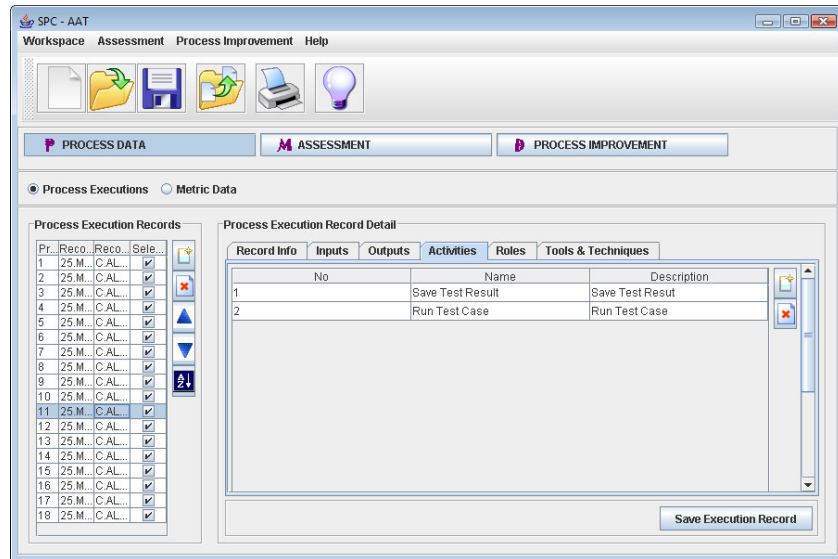 SPC - AAT
Workspace Assessment Process Improvement Help
P PROCESS DATA M ASSESSMENT PROCESS IMPROVEMENT
Process Executions Metric Data
Process Execution Records Process Execution Record Detail
Record Info Inputs Outputs Activities Roles Tools & Techniques
Pr... Reco... Reco... Sele...
No Name Description
1 25.M... C.AL...
2 25.M... C.AL...
3 25.M... C.AL...
4 25.M... C.AL...
5 25.M... C.AL...
6 25.M... C.AL...
7 25.M... C.AL...
8 25.M... C.AL...
9 25.M... C.AL...
10 25.M... C.AL...
11 25.M... C.AL...
12 25.M... C.AL...
13 25.M... C.AL...
14 25.M... C.AL...
15 25.M... C.AL...
16 25.M... C.AL...
17 25.M... C.AL...
18 25.M... C.AL...
1 Save Test Result Save Test Resut
2 Run Test Case Run Test Case
A Z
Save Execution Record